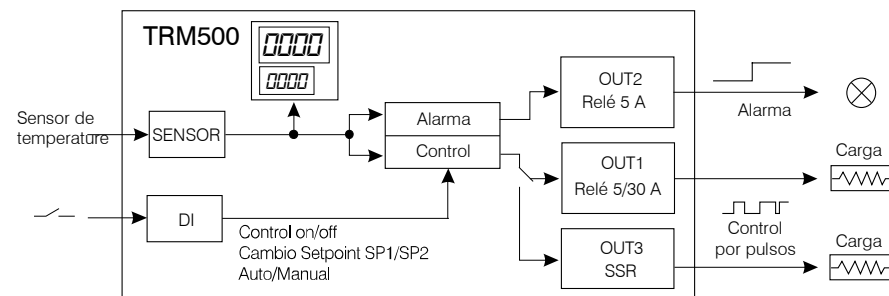 TRM500
0000
0000
Sensor de
temperature
SENSOR
Alarma
Control
OUT2
Relé 5 A
Alarma
OUT1
Relé 5/30 A
Carga
DI
Control on/off
Cambio Setpoint SP1/SP2
Auto/Manual
OUT3
SSR
Control
por pulsos
Carga